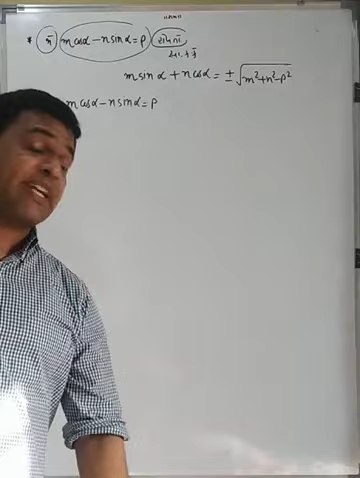 * m cosα − n sinα = p
m sinα + n cosα = ± √m²+n²−p²
m cosα − n sinα = p